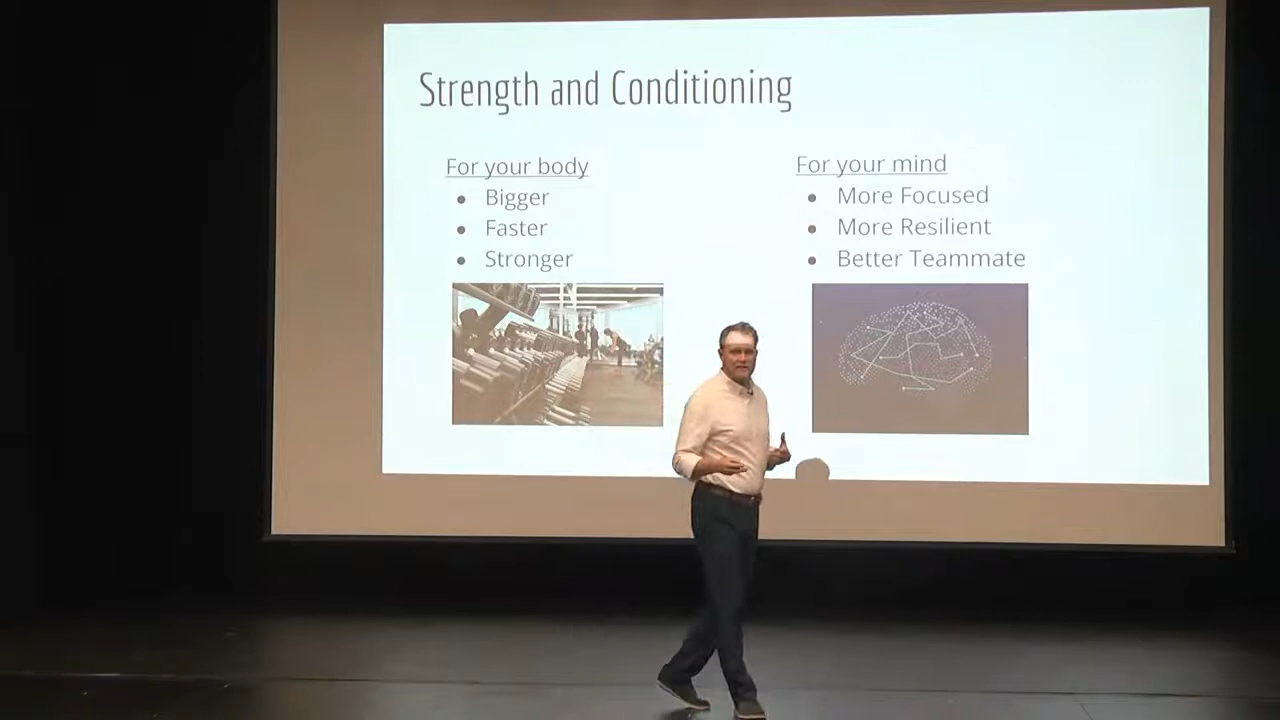 Strength and Conditioning
For your body
● Bigger
● Faster
● Stronger
For your mind
● More Focused
● More Resilient
● Better Teammate